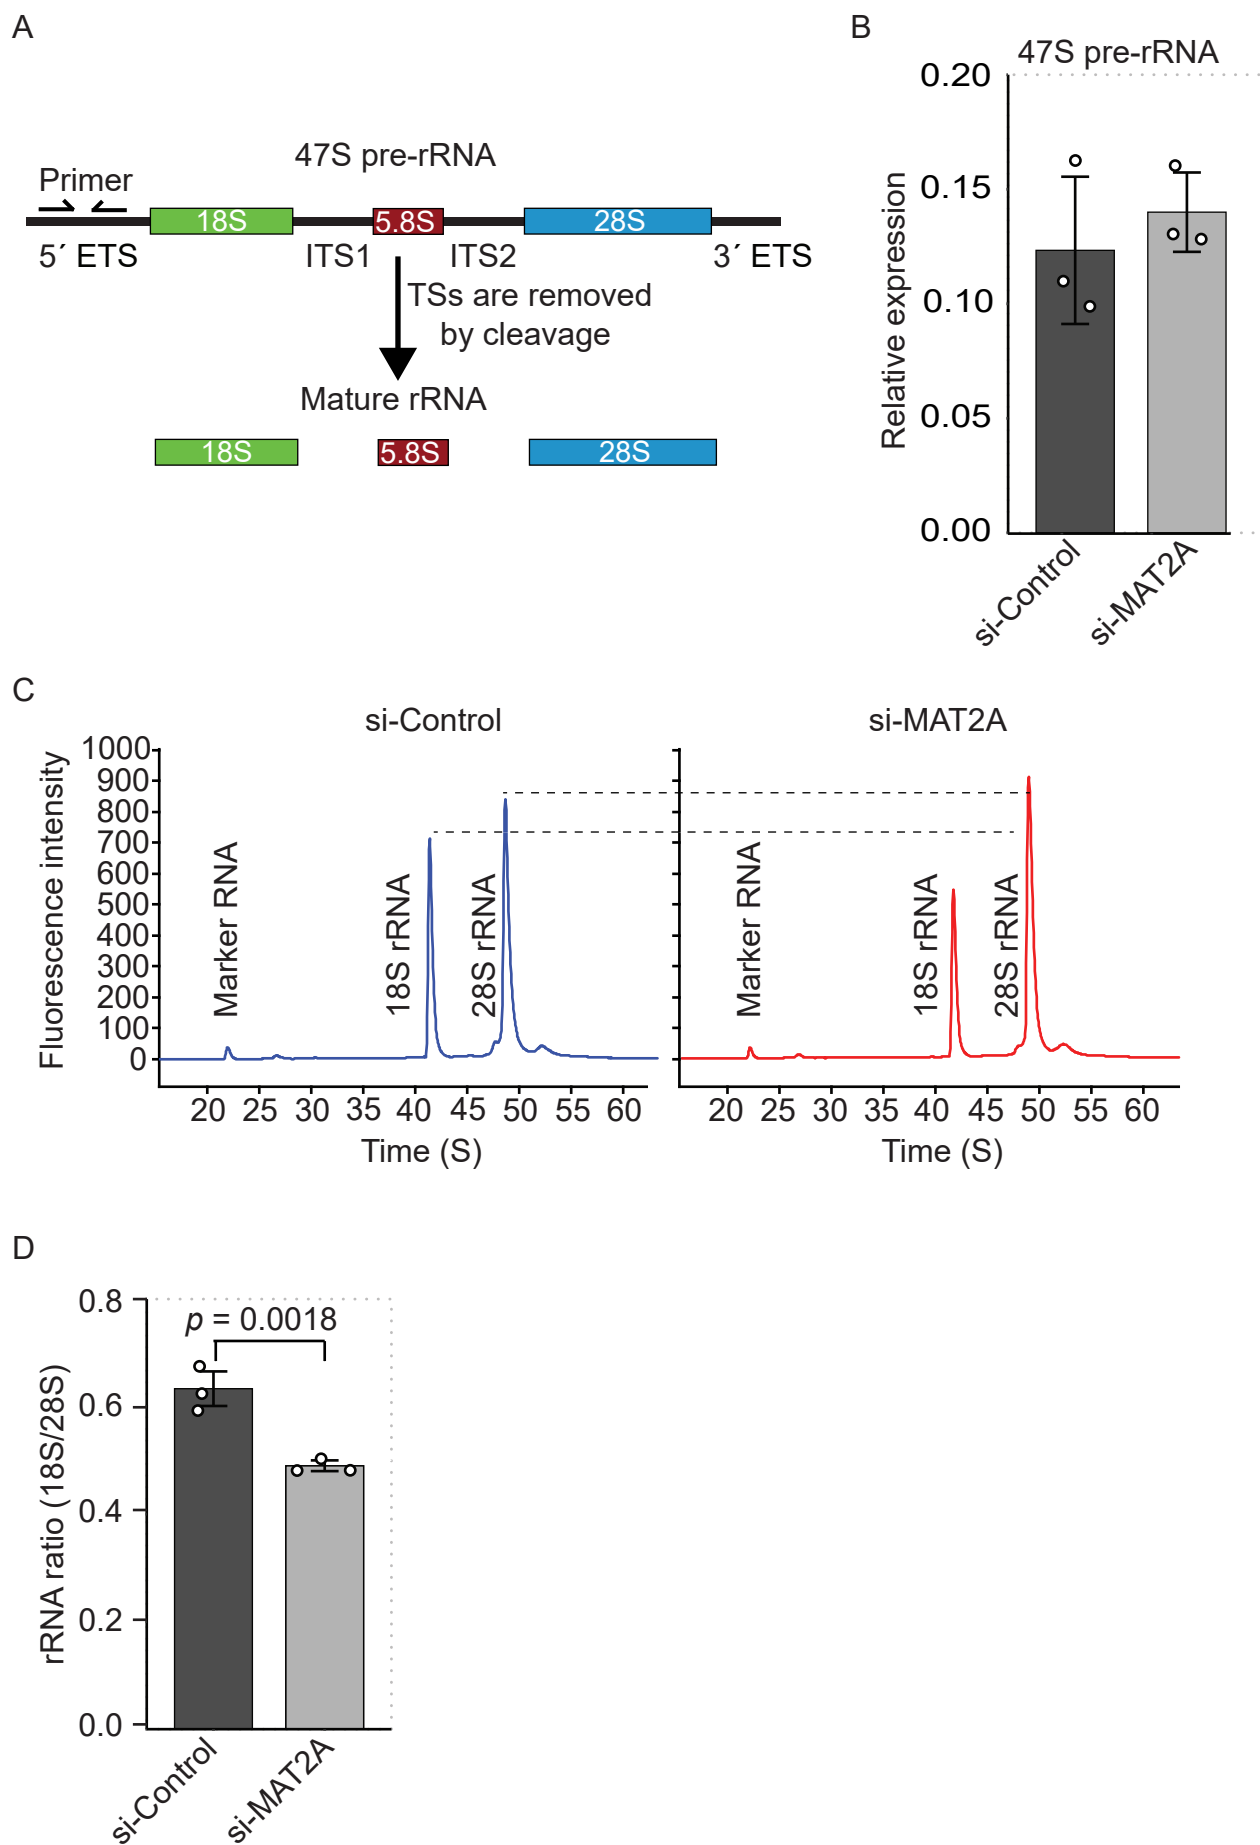 A
47S pre-rRNA
Primer
18S
5.8S
28S
5´ ETS
ITS1
ITS2
3´ ETS
TSs are removed
by cleavage
Mature rRNA
18S
5.8S
28S
B
47S pre-rRNA
Relative expression
0.20
0.15
0.10
0.05
0.00
si-Control
si-MAT2A
C
si-Control
Fluorescence intensity
1000
900
800
700
600
500
400
300
200
100
0
Marker RNA
18S rRNA
28S rRNA
20 25 30 35 40 45 50 55 60
Time (S)
si-MAT2A
Marker RNA
18S rRNA
28S rRNA
20 25 30 35 40 45 50 55 60
Time (S)
D
rRNA ratio (18S/28S)
0.8
0.6
0.4
0.2
0.0
p = 0.0018
si-Control
si-MAT2A